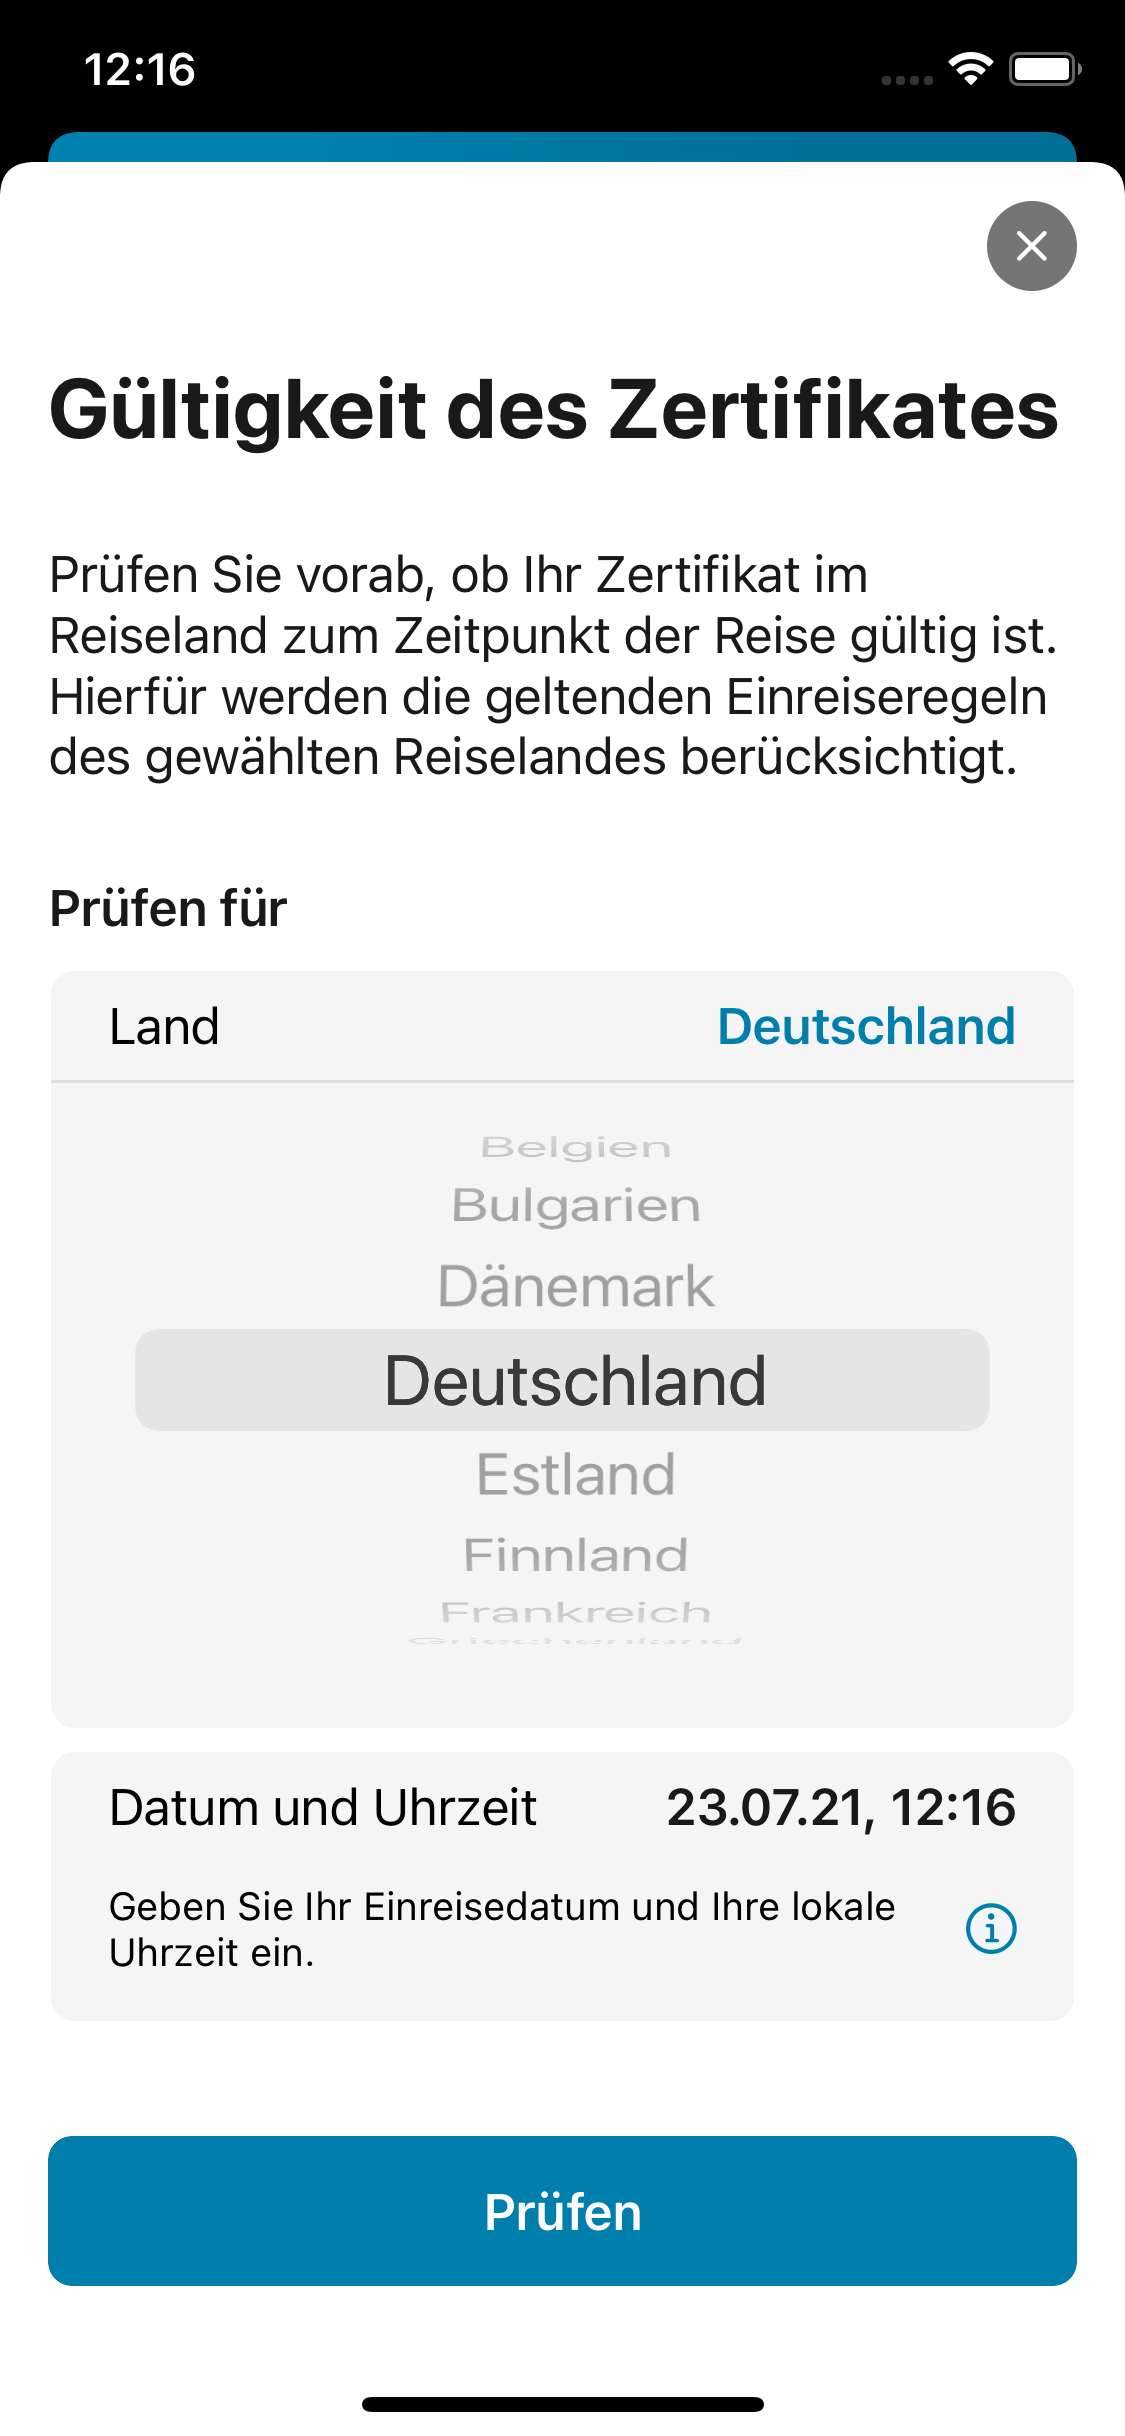 12:16
Gültigkeit des Zertifikates
Prüfen Sie vorab, ob Ihr Zertifikat im
Reiseland zum Zeitpunkt der Reise gültig ist.
Hierfür werden die geltenden Einreiseregeln
des gewählten Reiselandes berücksichtigt.
Prüfen für
Land Deutschland
Belgien
Bulgarien
Dänemark
Deutschland
Estland
Finnland
Frankreich
Griechenland
Datum und Uhrzeit 23.07.21, 12:16
Geben Sie Ihr Einreisedatum und Ihre lokale
Uhrzeit ein.
Prüfen